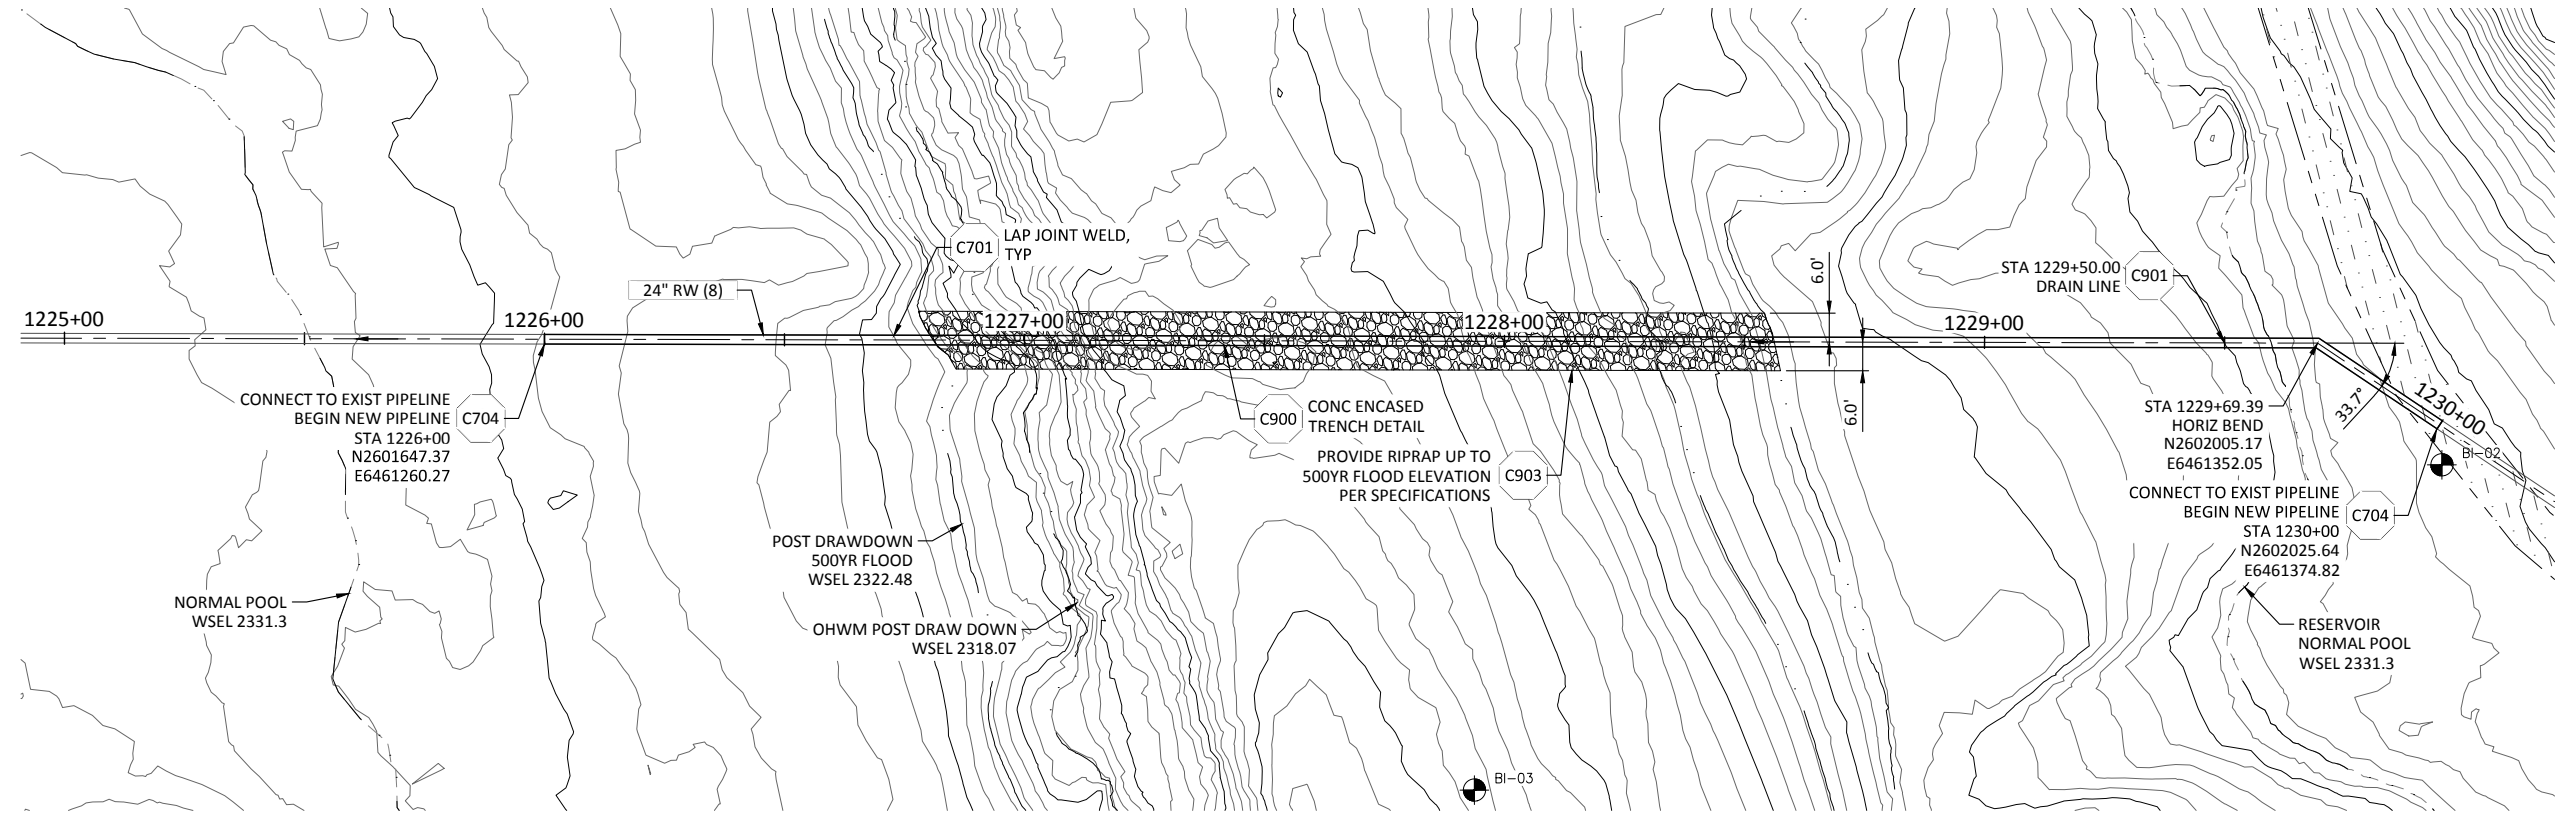 1225+00
1226+00
1227+00
1228+00
1229+00
1230+00
24" RW (8)
C701
LAP JOINT WELD,
TYP
6.0'
6.0'
STA 1229+50.00
DRAIN LINE
C901
CONNECT TO EXIST PIPELINE
BEGIN NEW PIPELINE
STA 1226+00
N2601647.37
E6461260.27
C704
C900
CONC ENCASED
TRENCH DETAIL
PROVIDE RIPRAP UP TO
500YR FLOOD ELEVATION
PER SPECIFICATIONS
C903
33.7°
STA 1229+69.39
HORIZ BEND
N2602005.17
E6461352.05
BI-02
CONNECT TO EXIST PIPELINE
BEGIN NEW PIPELINE
STA 1230+00
N2602025.64
E6461374.82
C704
POST DRAWDOWN
500YR FLOOD
WSEL 2322.48
NORMAL POOL
WSEL 2331.3
OHWM POST DRAW DOWN
WSEL 2318.07
RESERVOIR
NORMAL POOL
WSEL 2331.3
BI-03